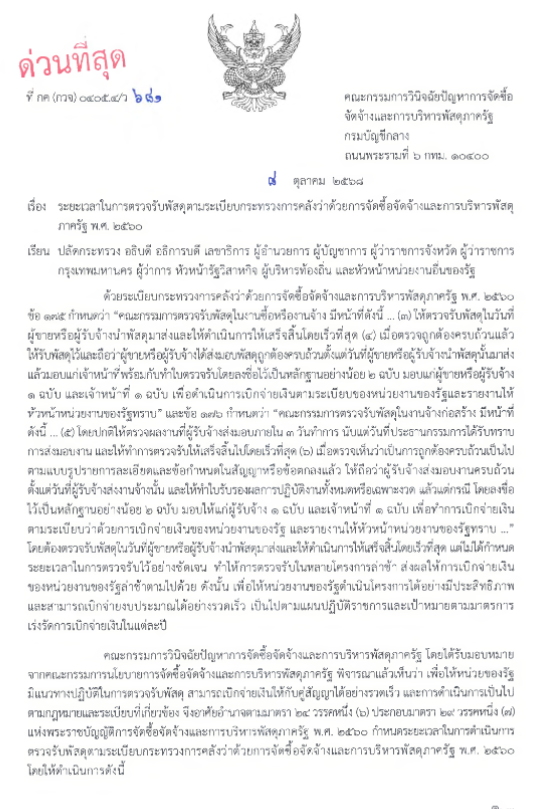 ด่วนที่สุด
ที่ กค (กวจ) ๐๔๐๕.๔/ว ๖๘๑
คณะกรรมการวินิจฉัยปัญหาการจัดซื้อ
จัดจ้างและการบริหารพัสดุภาครัฐ
กรมบัญชีกลาง
ถนนพระรามที่ ๖ กทม. ๑๐๔๐๐
๘ ตุลาคม ๒๕๖๘
เรื่อง ระยะเวลาในการตรวจรับพัสดุตามระเบียบกระทรวงการคลังว่าด้วยการจัดซื้อจัดจ้างและการบริหารพัสดุ
ภาครัฐ พ.ศ. ๒๕๖๐
เรียน ปลัดกระทรวง อธิบดี อธิการบดี เลขาธิการ ผู้อำนวยการ ผู้บัญชาการ ผู้ว่าราชการจังหวัด ผู้ว่าราชการ
กรุงเทพมหานคร ผู้ว่าการ หัวหน้ารัฐวิสาหกิจ ผู้บริหารท้องถิ่น และหัวหน้าหน่วยงานอื่นของรัฐ
ด้วยระเบียบกระทรวงการคลังว่าด้วยการจัดซื้อจัดจ้างและการบริหารพัสดุภาครัฐ พ.ศ. ๒๕๖๐
ข้อ ๑๗๕ กำหนดว่า “คณะกรรมการตรวจรับพัสดุในงานซื้อหรืองานจ้าง มีหน้าที่ดังนี้ ... (๓) ให้ตรวจรับพัสดุในวันที่
ผู้ขายหรือผู้รับจ้างนำพัสดุมาส่งและให้ดำเนินการให้เสร็จสิ้นโดยเร็วที่สุด (๔) เมื่อตรวจถูกต้องครบถ้วนแล้ว
ให้รับพัสดุไว้และถือว่าผู้ขายหรือผู้รับจ้างได้ส่งมอบพัสดุถูกต้องครบถ้วนตั้งแต่วันที่ผู้ขายหรือผู้รับจ้างนำพัสดุนั้นมาส่ง
แล้วมอบแก่เจ้าหน้าที่พร้อมกับทำใบตรวจรับโดยลงชื่อไว้เป็นหลักฐานอย่างน้อย ๒ ฉบับ มอบแก่ผู้ขายหรือผู้รับจ้าง
๑ ฉบับ และเจ้าหน้าที่ ๑ ฉบับ เพื่อดำเนินการเบิกจ่ายเงินตามระเบียบของหน่วยงานของรัฐและรายงานให้
หัวหน้าหน่วยงานของรัฐทราบ” และข้อ ๑๗๖ กำหนดว่า “คณะกรรมการตรวจรับพัสดุในงานจ้างก่อสร้าง มีหน้าที่
ดังนี้ ... (๕) โดยปกติให้ตรวจผลงานที่ผู้รับจ้างส่งมอบภายใน ๓ วันทำการ นับแต่วันที่ประธานกรรมการได้รับทราบ
การส่งมอบงาน และให้ทำการตรวจรับให้เสร็จสิ้นไปโดยเร็วที่สุด (๖) เมื่อตรวจเห็นว่าเป็นการถูกต้องครบถ้วนเป็นไป
ตามแบบรูปรายการละเอียดและข้อกำหนดในสัญญาหรือข้อตกลงแล้ว ให้ถือว่าผู้รับจ้างส่งมอบงานครบถ้วน
ตั้งแต่วันที่ผู้รับจ้างส่งงานจ้างนั้น และให้ทำใบรับรองผลการปฏิบัติงานทั้งหมดหรือเฉพาะงวด แล้วแต่กรณี โดยลงชื่อ
ไว้เป็นหลักฐานอย่างน้อย ๒ ฉบับ มอบให้แก่ผู้รับจ้าง ๑ ฉบับ และเจ้าหน้าที่ ๑ ฉบับ เพื่อทำการเบิกจ่ายเงิน
ตามระเบียบว่าด้วยการเบิกจ่ายเงินของหน่วยงานของรัฐ และรายงานให้หัวหน้าหน่วยงานของรัฐทราบ ...”
โดยต้องตรวจรับพัสดุในวันที่ผู้ขายหรือผู้รับจ้างนำพัสดุมาส่งและให้ดำเนินการให้เสร็จสิ้นโดยเร็วที่สุด แต่ไม่ได้กำหนด
ระยะเวลาในการตรวจรับไว้อย่างชัดเจน ทำให้การตรวจรับในหลายโครงการล่าช้า ส่งผลให้การเบิกจ่ายเงิน
ของหน่วยงานของรัฐล่าช้าตามไปด้วย ดังนั้น เพื่อให้หน่วยงานของรัฐดำเนินโครงการได้อย่างมีประสิทธิภาพ
และสามารถเบิกจ่ายงบประมาณได้อย่างรวดเร็ว เป็นไปตามแผนปฏิบัติราชการและเป้าหมายตามมาตรการ
เร่งรัดการเบิกจ่ายเงินในแต่ละปี
คณะกรรมการวินิจฉัยปัญหาการจัดซื้อจัดจ้างและการบริหารพัสดุภาครัฐ โดยได้รับมอบหมาย
จากคณะกรรมการนโยบายการจัดซื้อจัดจ้างและการบริหารพัสดุภาครัฐ พิจารณาแล้วเห็นว่า เพื่อให้หน่วยงานของรัฐ
มีแนวทางปฏิบัติในการตรวจรับพัสดุ สามารถเบิกจ่ายเงินให้กับคู่สัญญาได้อย่างรวดเร็ว และการดำเนินการเป็นไป
ตามกฎหมายและระเบียบที่เกี่ยวข้อง จึงอาศัยอำนาจตามมาตรา ๒๔ วรรคหนึ่ง (๖) ประกอบมาตรา ๒๙ วรรคหนึ่ง (๗)
แห่งพระราชบัญญัติการจัดซื้อจัดจ้างและการบริหารพัสดุภาครัฐ พ.ศ. ๒๕๖๐ กำหนดระยะเวลาในการดำเนินการ
ตรวจรับพัสดุตามระเบียบกระทรวงการคลังว่าด้วยการจัดซื้อจัดจ้างและการบริหารพัสดุภาครัฐ พ.ศ. ๒๕๖๐
โดยให้ดำเนินการดังนี้